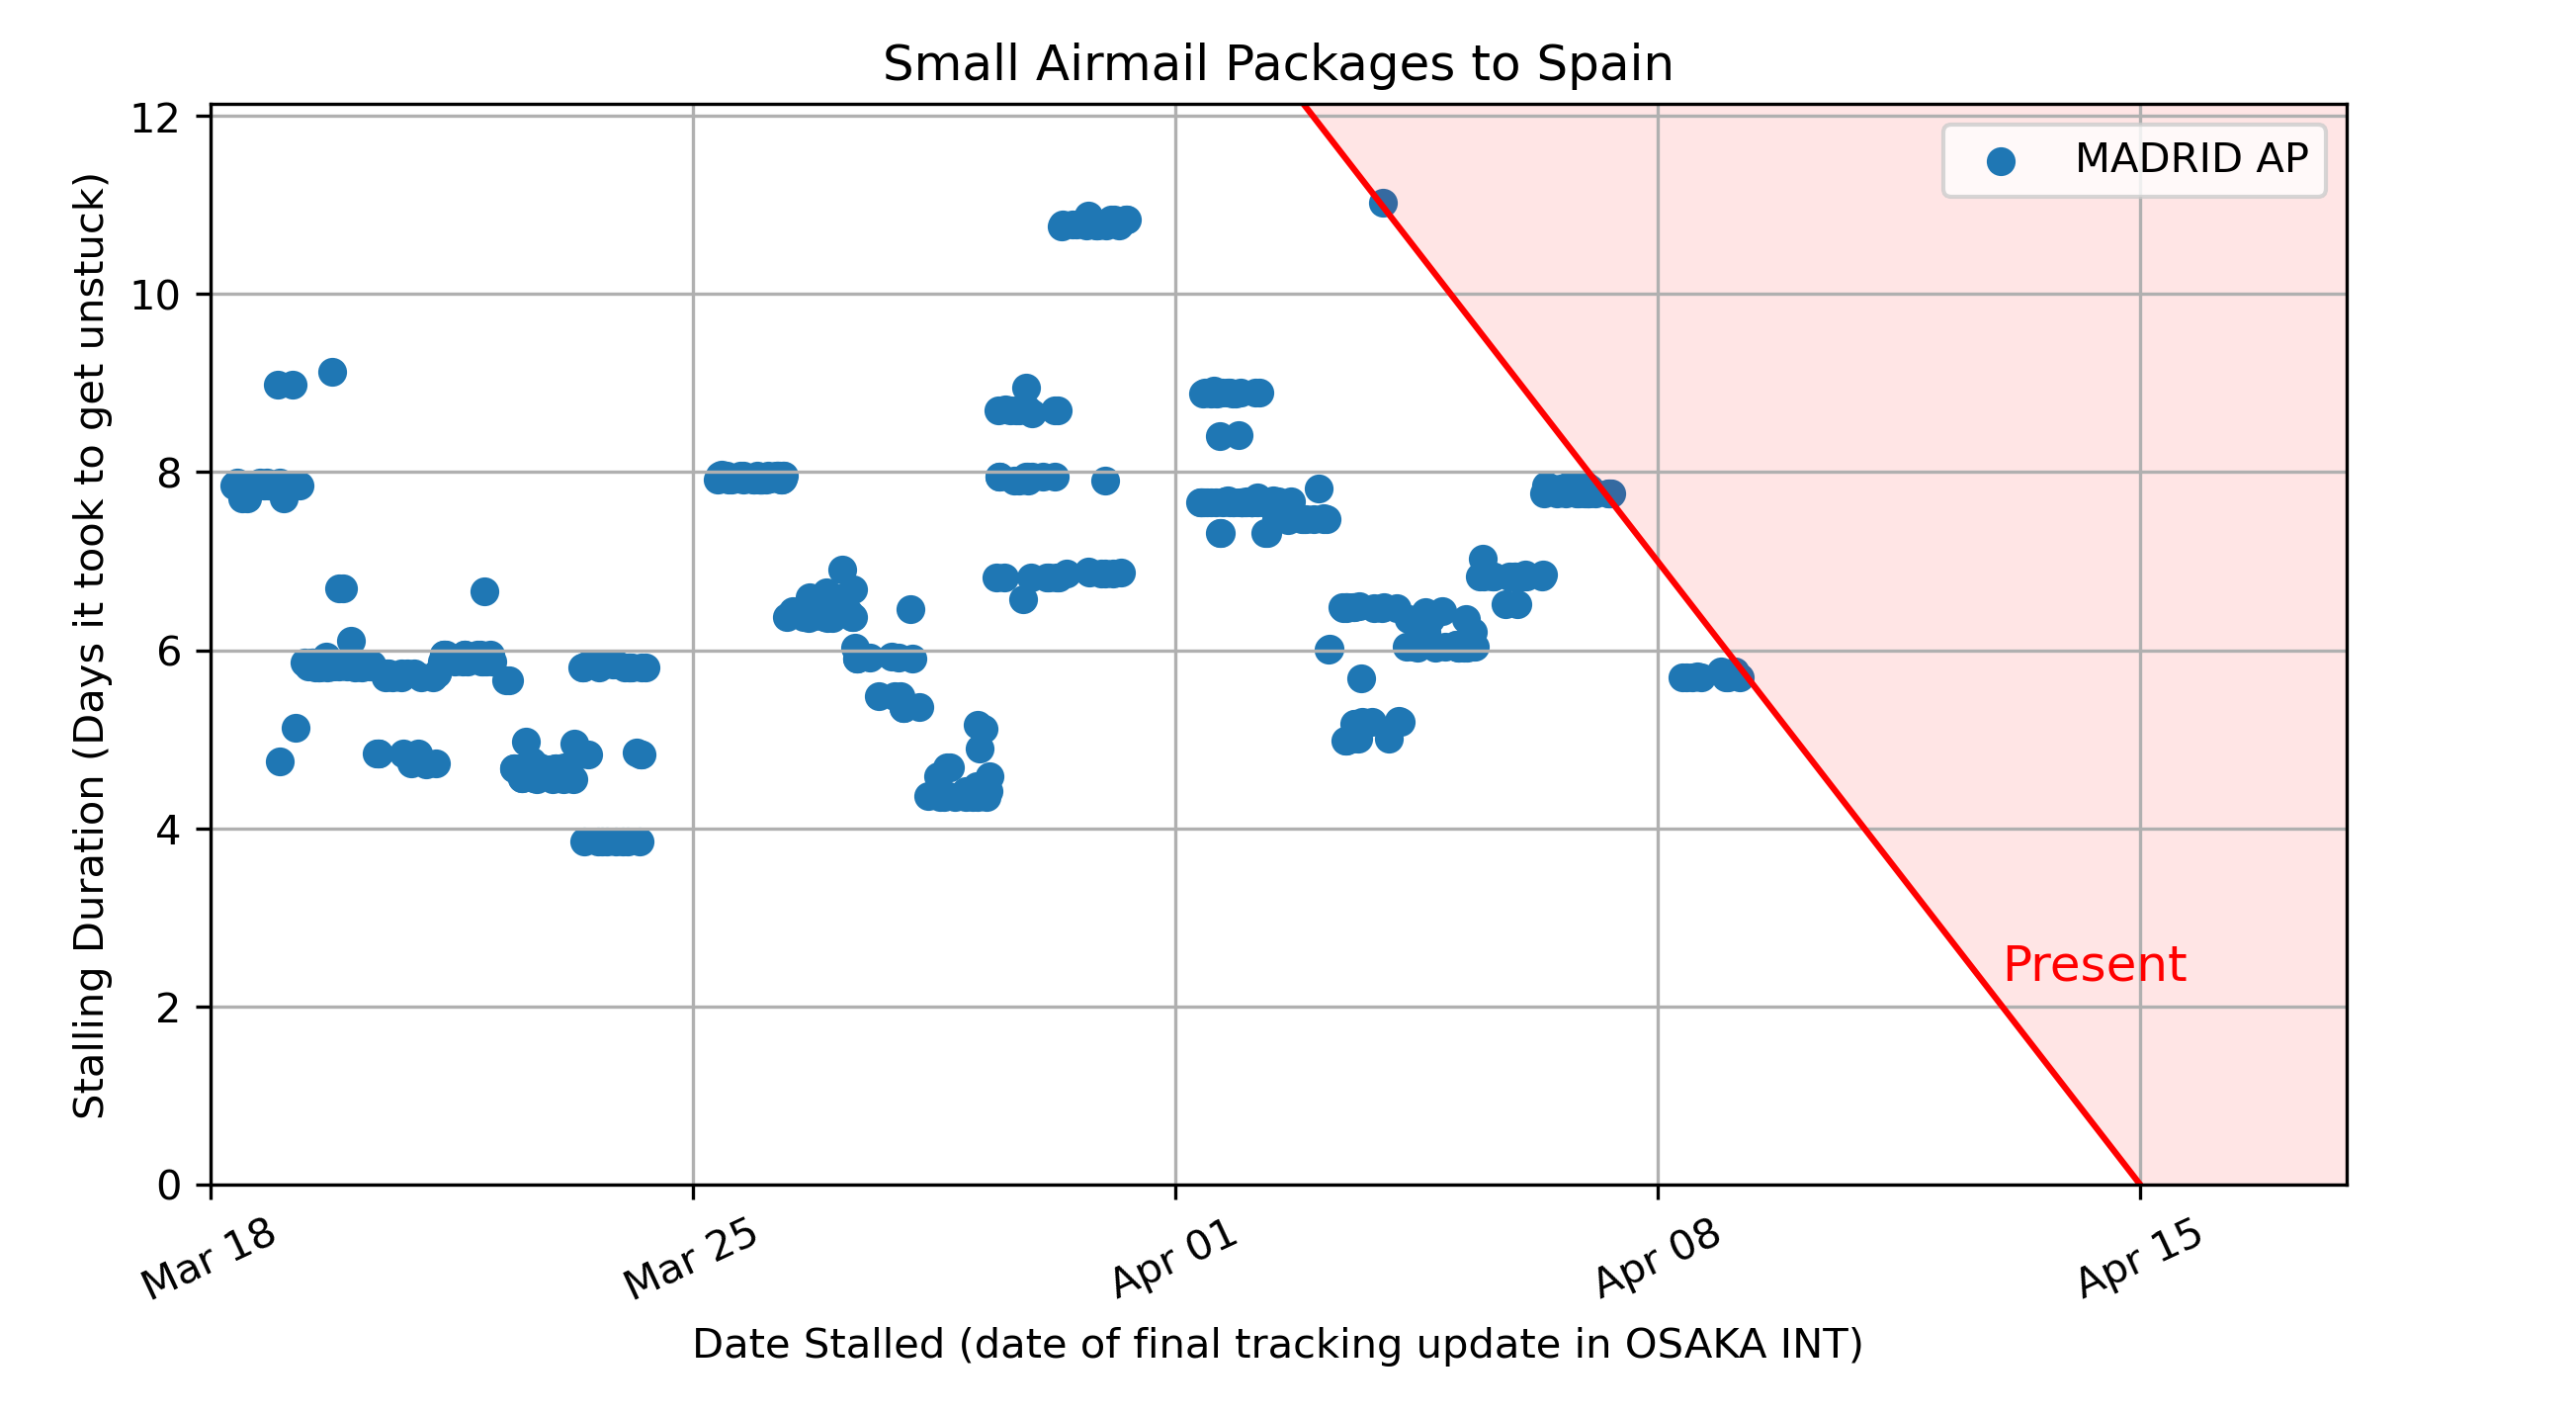 Small Airmail Packages to Spain
Stalling Duration (Days it took to get unstuck)
12
10
8
6
4
2
0
MADRID AP
Present
Mar 18
Mar 25
Apr 01
Apr 08
Apr 15
Date Stalled (date of final tracking update in OSAKA INT)